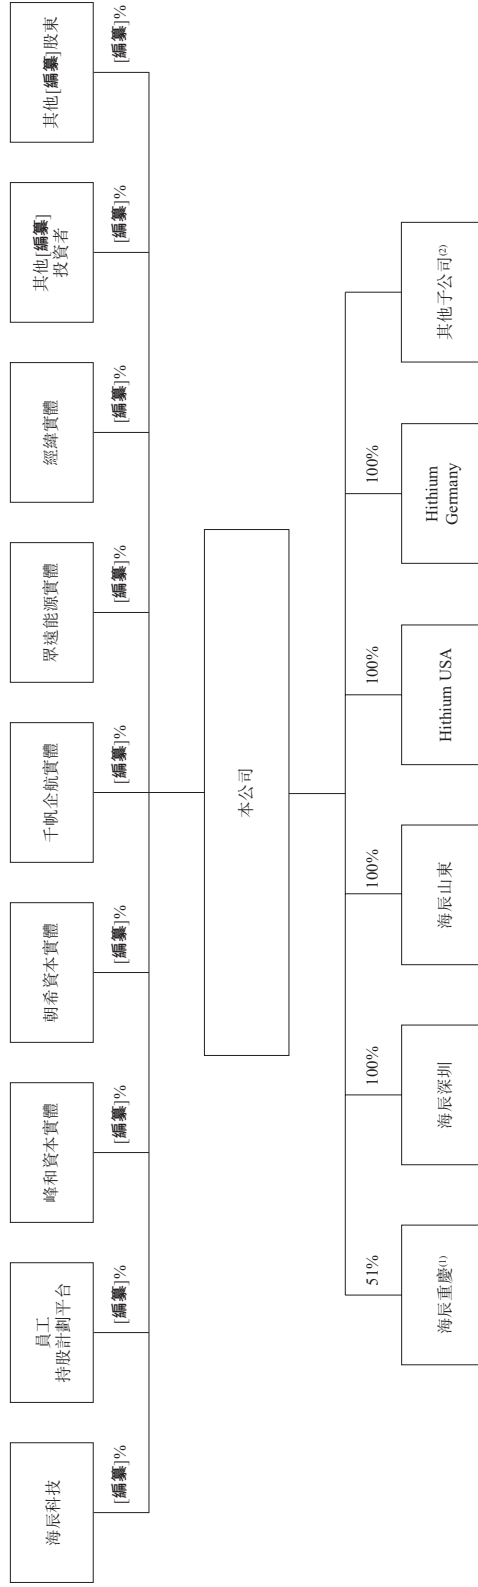 海辰科技
員工
持股計劃平台
峰和資本實體
朝希資本實體
千帆企航實體
眾遠能源實體
經緯實體
其他[編纂]
投資者
其他[編纂]股東
[編纂]%
[編纂]%
[編纂]%
[編纂]%
[編纂]%
[編纂]%
[編纂]%
[編纂]%
[編纂]%
本公司
51%
100%
100%
100%
100%
海辰重慶(1)
海辰深圳
海辰山東
Hithium USA
Hithium
Germany
其他子公司(2)